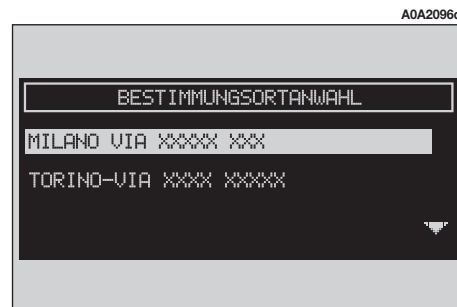 A0A2096c
BESTIMMUNGSORTANWAHL
MILANO VIA XXXXX XXX
TORINO-VIA XXXX XXXXX